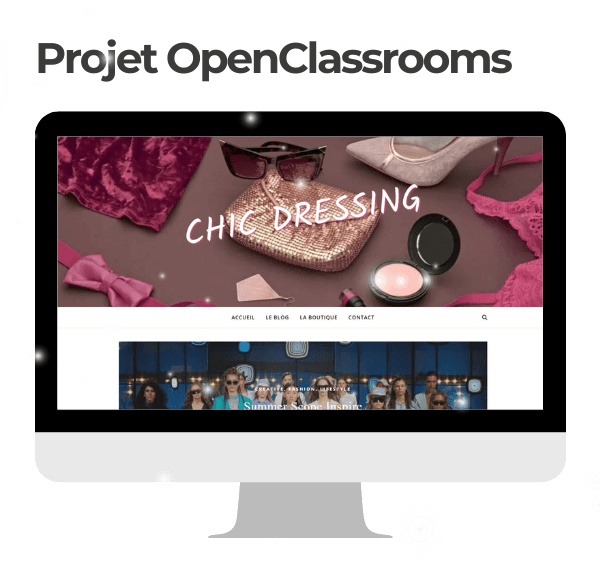 Projet OpenClassrooms
CHIC DRESSING
ACCUEIL LE BLOG LA BOUTIQUE CONTACT
CREATIVE, FASHION, LIFESTYLE
Summer Scope Inspire